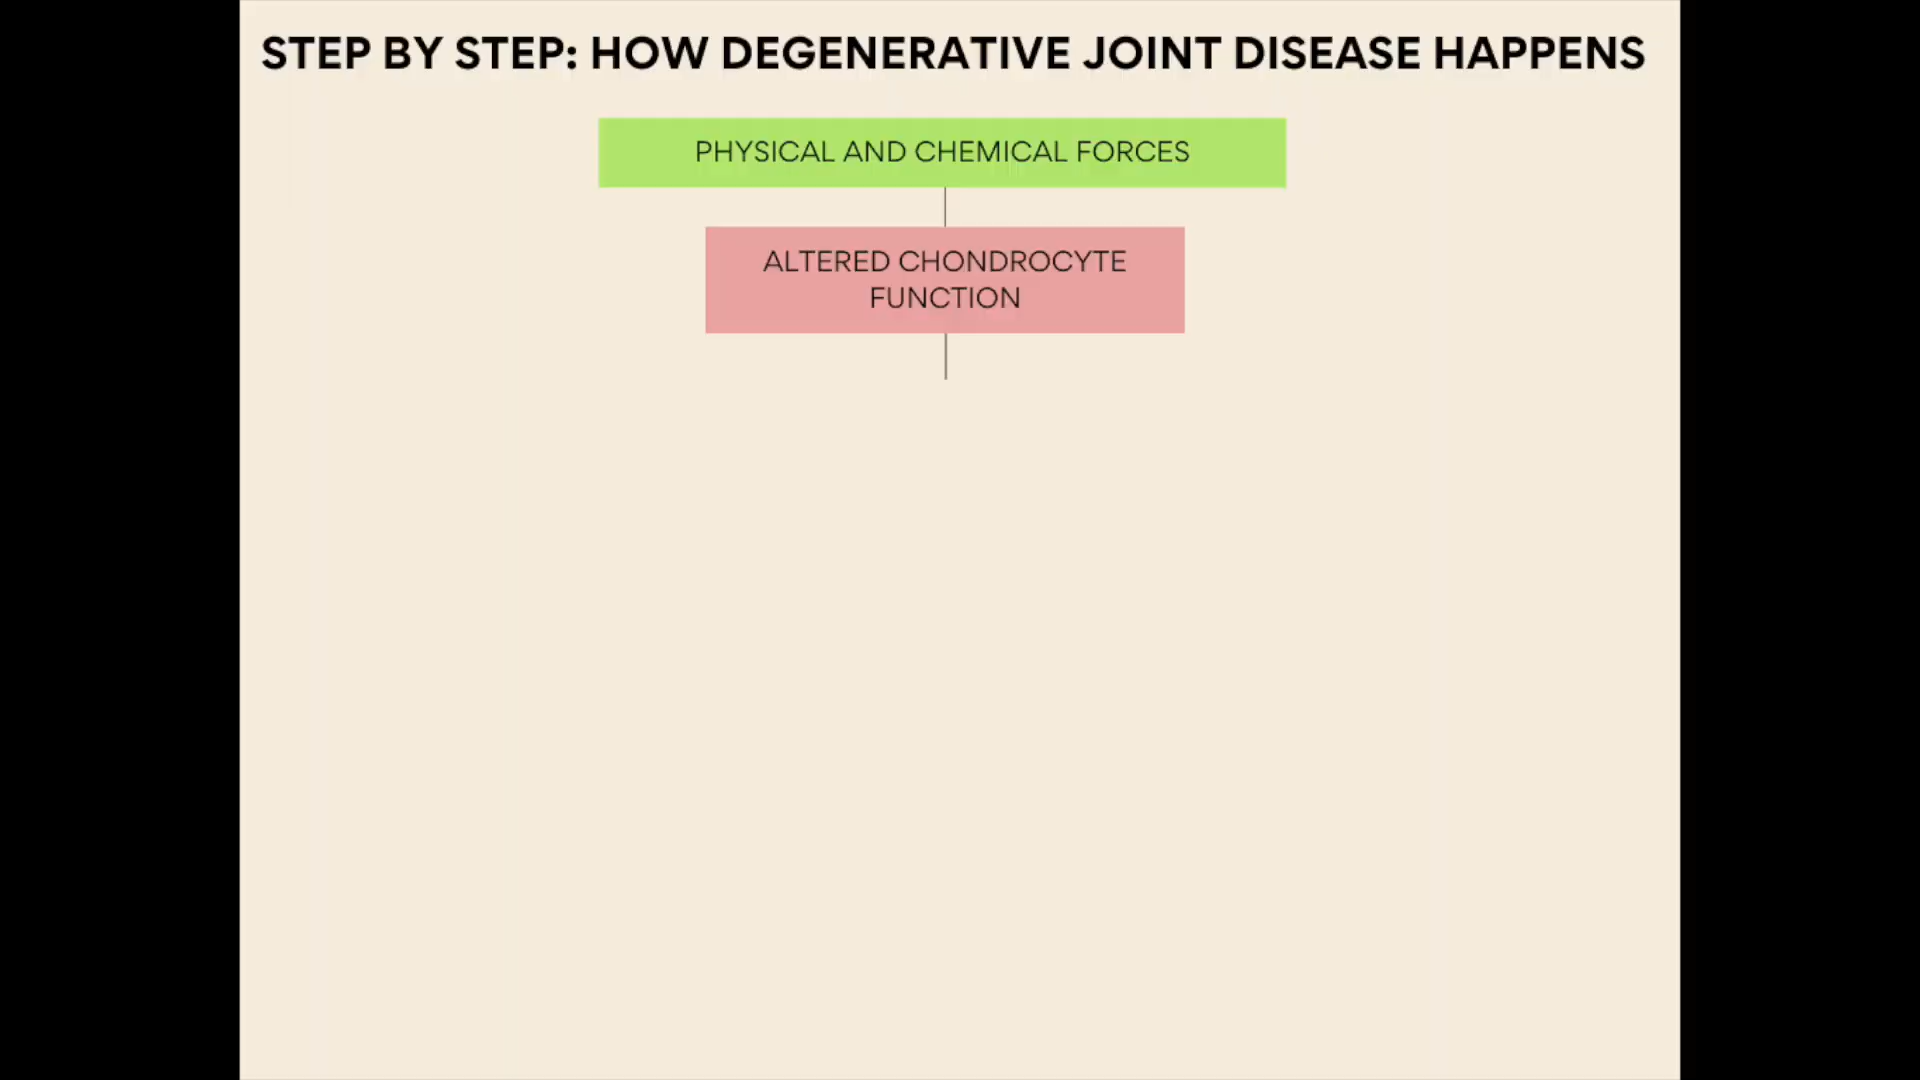 STEP BY STEP: HOW DEGENERATIVE JOINT DISEASE HAPPENS
PHYSICAL AND CHEMICAL FORCES
ALTERED CHONDROCYTE
FUNCTION